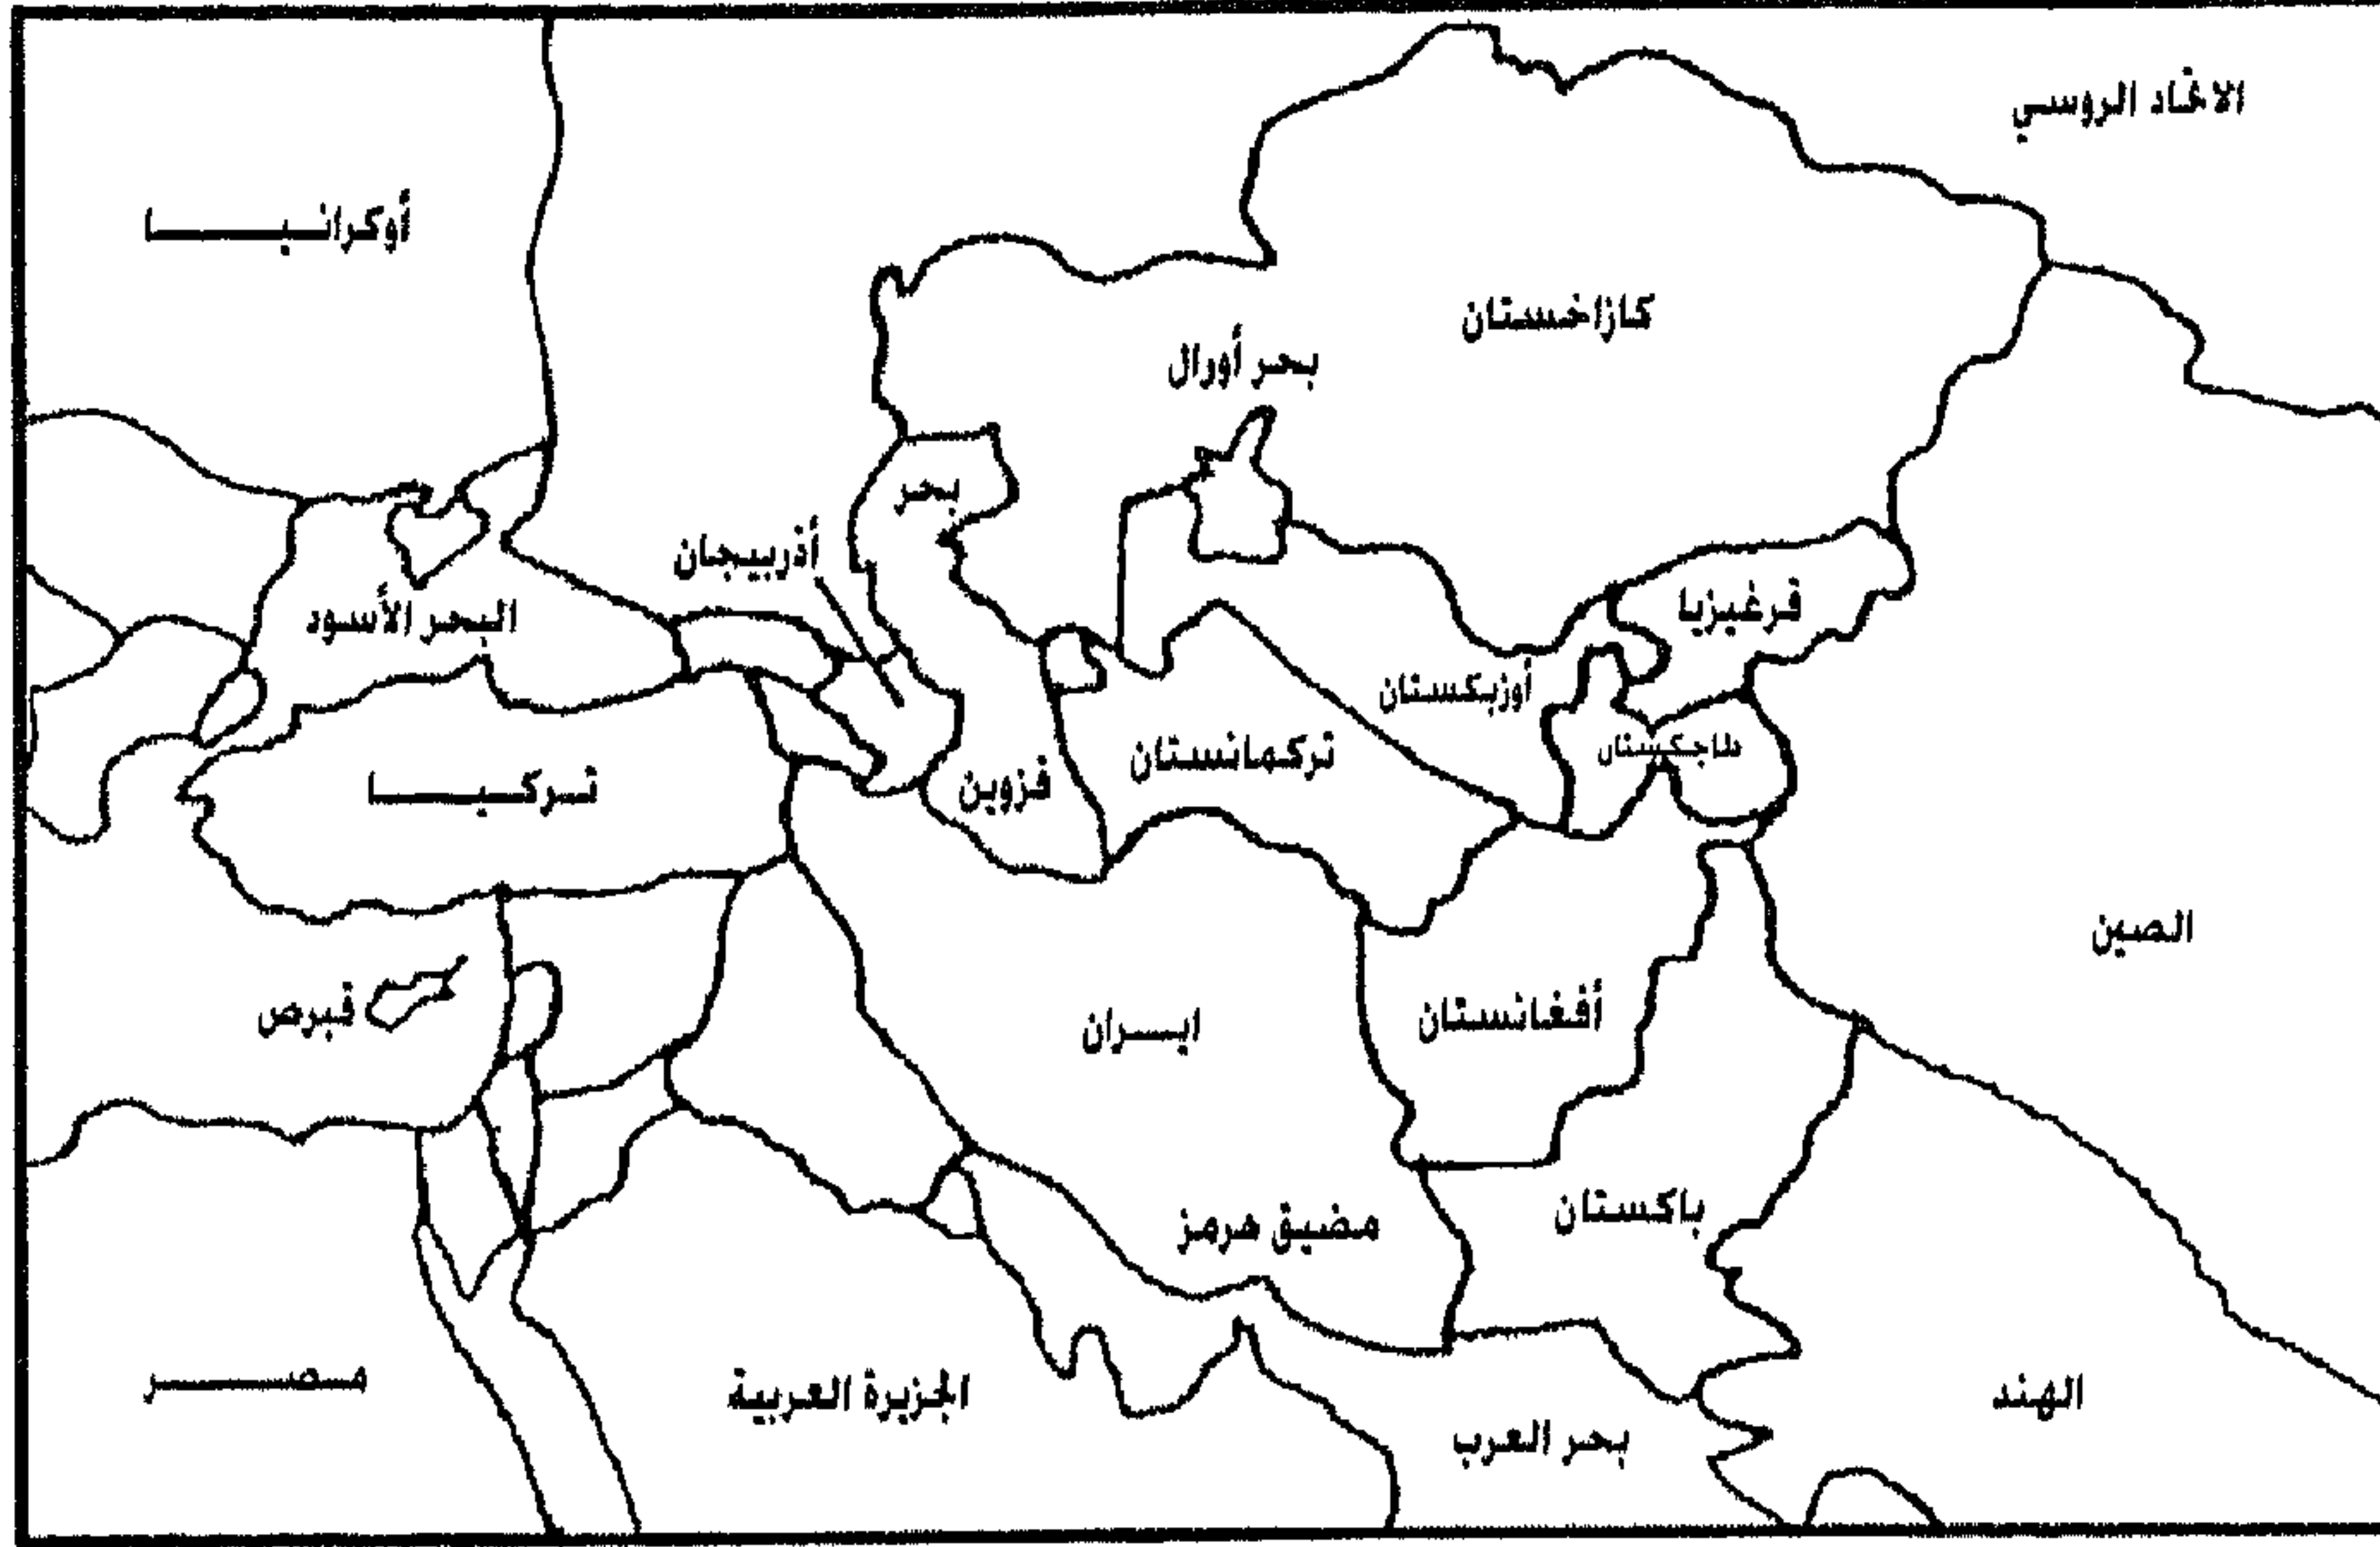 الاتحاد الروسي
أوكرانيا
كازاخستان
بحر أورال
بحر
أذربيجان
قرغيزيا
البحر الأسود
أوزبكستان
طاجكستان
تركمانستان
قزوين
تركيا
الصين
أفغانستان
ايران
قبرص
باكستان
مضيق هرمز
مصر
الجزيرة العربية
الهند
بحر العرب